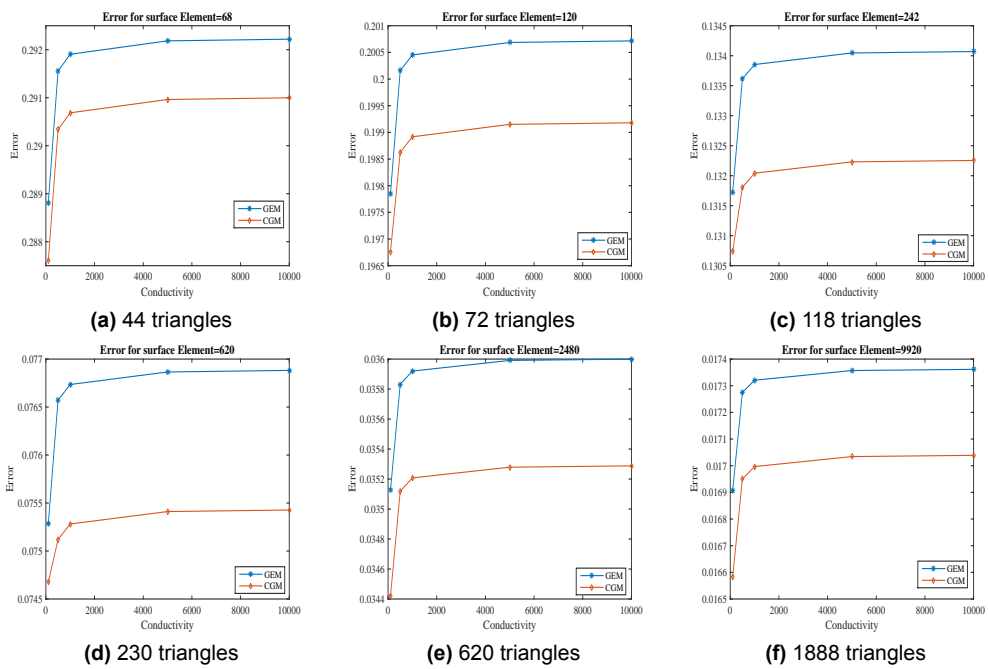 Error for surface Element=68
0.292
0.291
0.29
0.289
0.288
Error
0 2000 4000 6000 8000 10000
Conductivity
GEM
CGM
(a) 44 triangles
Error for surface Element=120
0.201
0.2005
0.2
0.1995
0.199
0.1985
0.198
0.1975
0.197
0.1965
Error
0 2000 4000 6000 8000 10000
Conductivity
GEM
CGM
(b) 72 triangles
Error for surface Element=242
0.1345
0.134
0.1335
0.133
0.1325
0.132
0.1315
0.131
0.1305
Error
0 2000 4000 6000 8000 10000
Conductivity
GEM
CGM
(c) 118 triangles
Error for surface Element=620
0.077
0.0765
0.076
0.0755
0.075
0.0745
Error
0 2000 4000 6000 8000 10000
Conductivity
GEM
CGM
(d) 230 triangles
Error for surface Element=2480
0.036
0.0358
0.0356
0.0354
0.0352
0.035
0.0348
0.0346
0.0344
Error
0 2000 4000 6000 8000 10000
Conductivity
GEM
CGM
(e) 620 triangles
Error for surface Element=9920
0.0174
0.0173
0.0172
0.0171
0.017
0.0169
0.0168
0.0167
0.0166
0.0165
Error
0 2000 4000 6000 8000 10000
Conductivity
GEM
CGM
(f) 1888 triangles